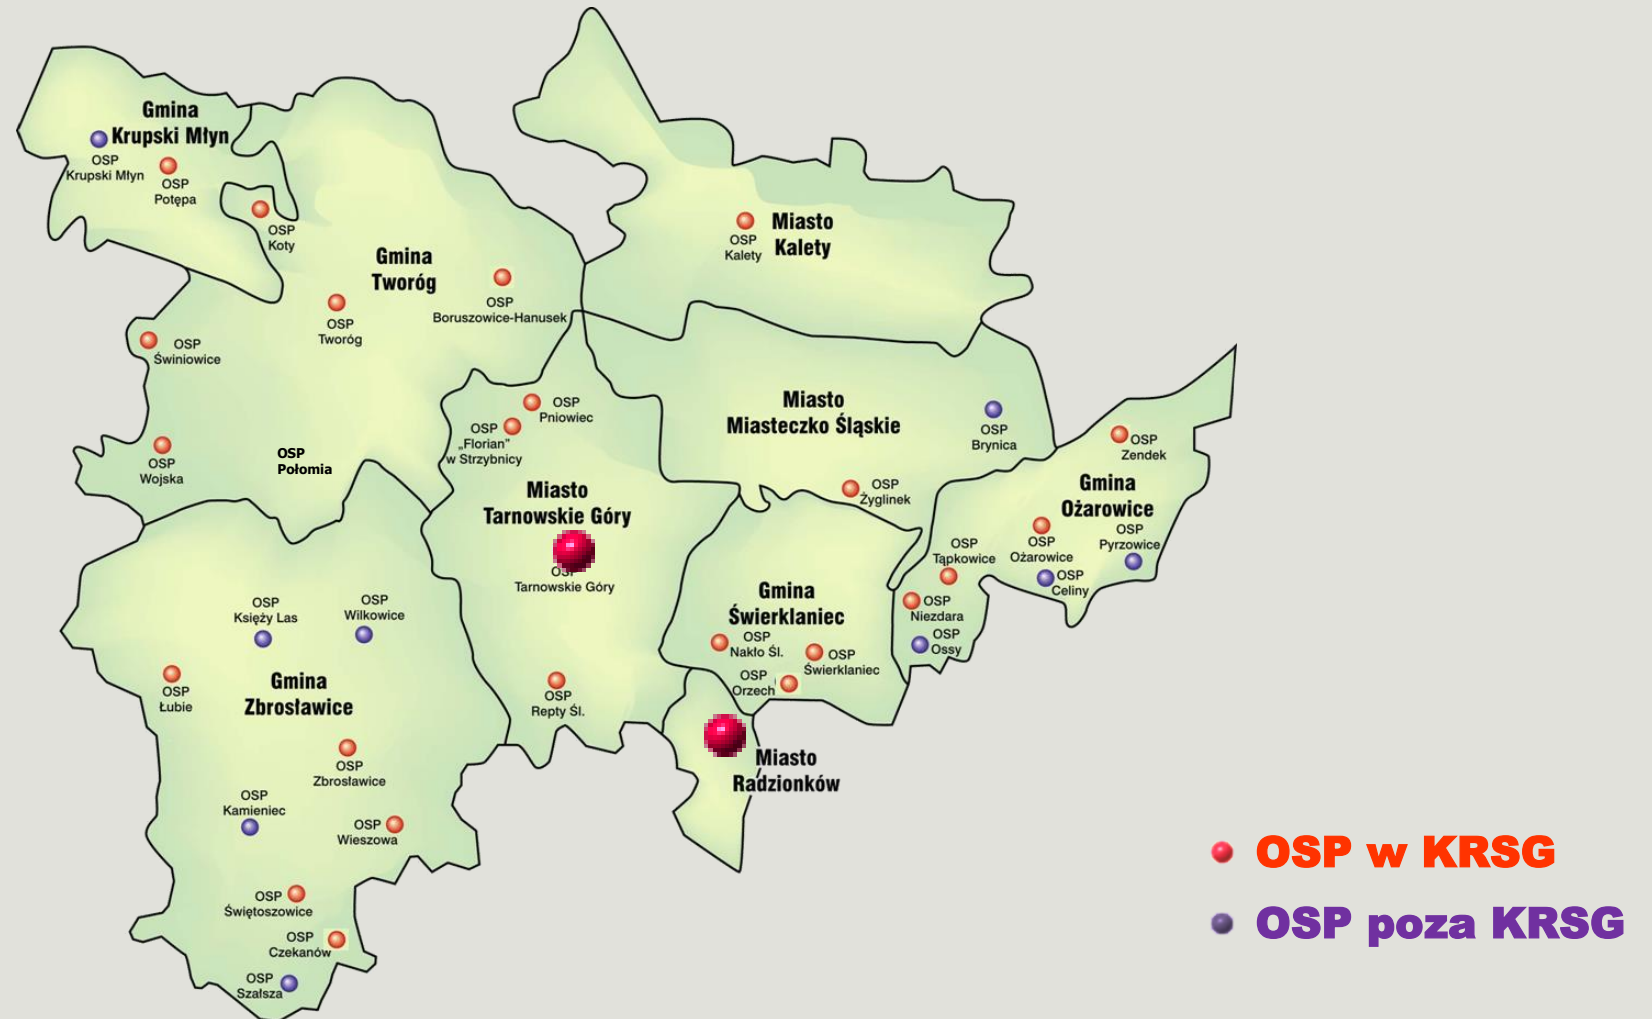 Gmina
Krupski Młyn
OSP
Krupski Młyn
OSP
Potępa
OSP
Koty
Gmina
Tworóg
OSP
Boruszowice-Hanusek
OSP
Tworóg
OSP
Świniowice
OSP
Wojska
OSP
Połomia
Miasto
Kalety
OSP
Kalety
Miasto
Miasteczko Śląskie
OSP
Brynica
OSP
Żyglinek
OSP
Pniowiec
OSP
„Florian”
w Strzybnicy
Miasto
Tarnowskie Góry
OSP
Tarnowskie Góry
OSP
Repty Śl.
Gmina
Ożarowice
OSP
Zendek
OSP
Ożarowice
OSP
Pyrzowice
OSP
Celiny
OSP
Tąpkowice
OSP
Niezdara
OSP
Ossy
Gmina
Świerklaniec
OSP
Nakło Śl.
OSP
Świerklaniec
OSP
Orzech
Miasto
Radzionków
Gmina
Zbrosławice
OSP
Księży Las
OSP
Wilkowice
OSP
Łubie
OSP
Zbrosławice
OSP
Kamieniec
OSP
Wieszowa
OSP
Świętoszowice
OSP
Czekanów
OSP
Szałsza
OSP w KRSG
OSP poza KRSG